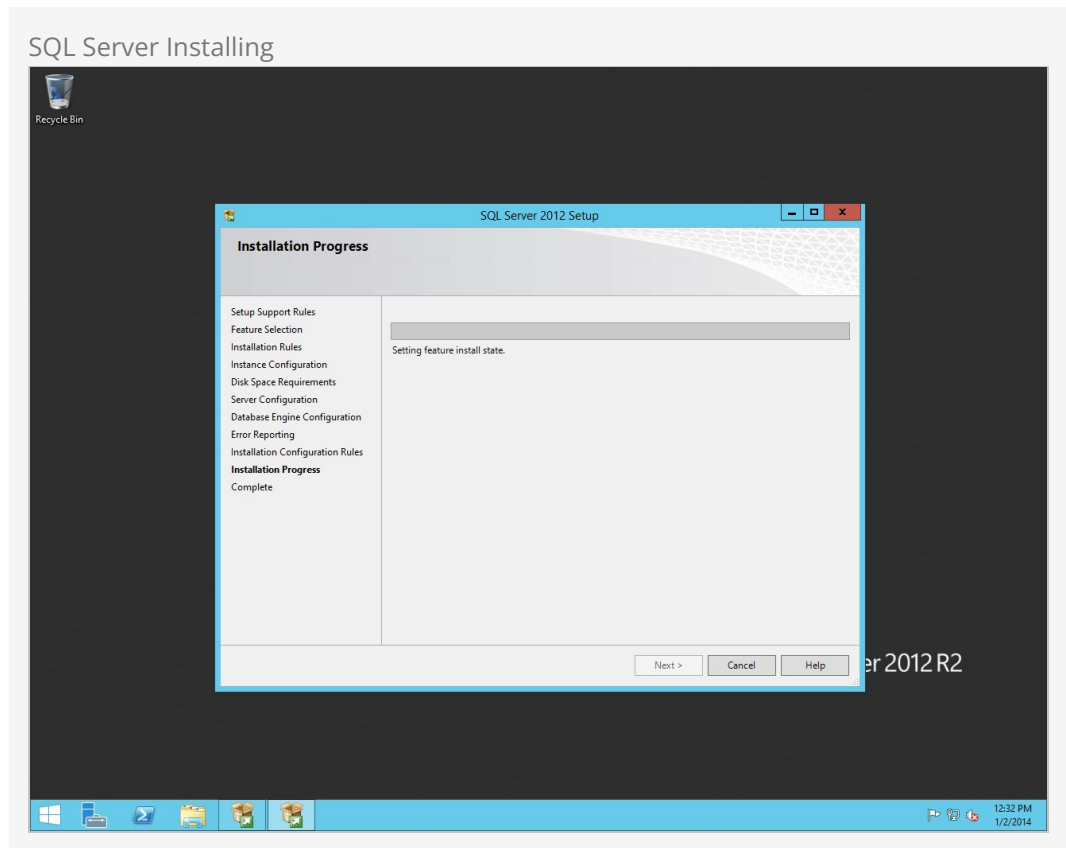 SQL Server Installing
Recycle Bin
SQL Server 2012 Setup
Installation Progress
Setup Support Rules
Feature Selection
Installation Rules
Instance Configuration
Disk Space Requirements
Server Configuration
Database Engine Configuration
Error Reporting
Installation Configuration Rules
Installation Progress
Complete
Setting feature install state.
Next >
Cancel
Help
er 2012 R2
12:32 PM
1/2/2014